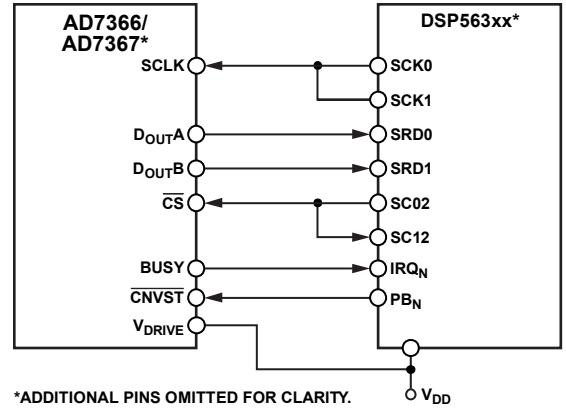 AD7366/
AD7367*
DSP563xx*
SCLK
SCK0
SCK1
DOUTA
SRD0
DOUTB
SRD1
CS
SC02
SC12
BUSY
IRQN
CNVST
PBN
VDRIVE
*ADDITIONAL PINS OMITTED FOR CLARITY.
VDD